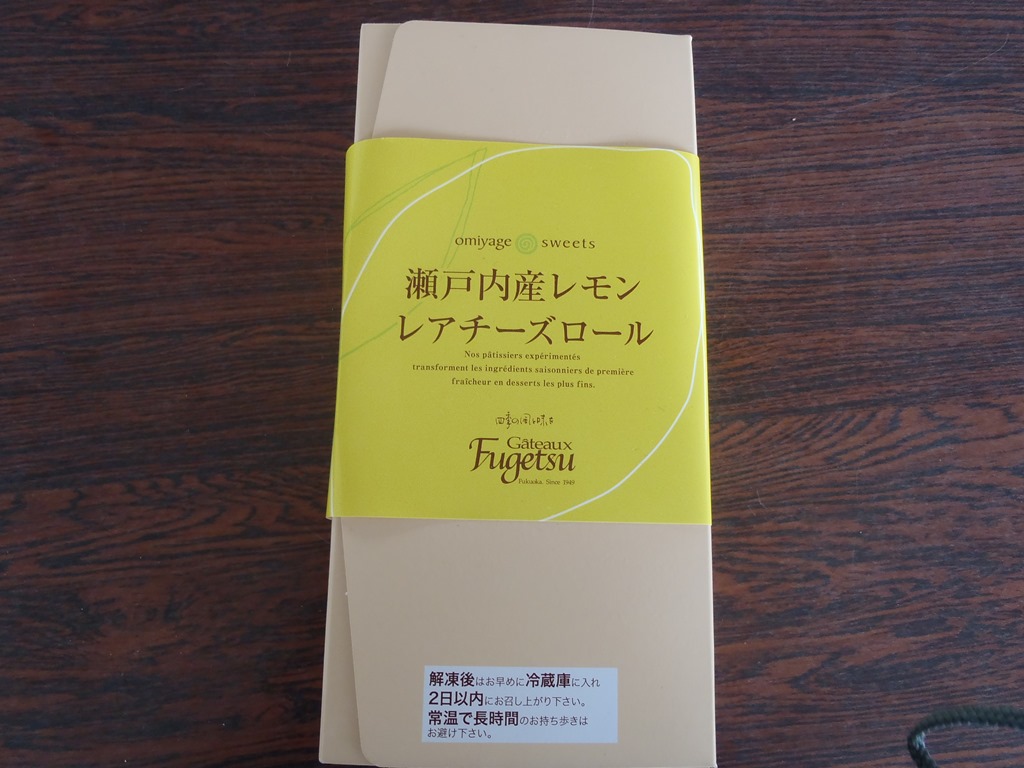 omiyage sweets
瀬戸内産レモン
レアチーズロール
Nos pâtissiers expérimentés
transforment les ingrédients saisonniers de première
fraîcheur en desserts les plus fins.
Gâteaux
Fugetsu
Fukuoka. Since 1949
解凍後はお早めに冷蔵庫に入れ
2日以内にお召し上がり下さい。
常温で長時間のお持ち歩きは
お避け下さい。